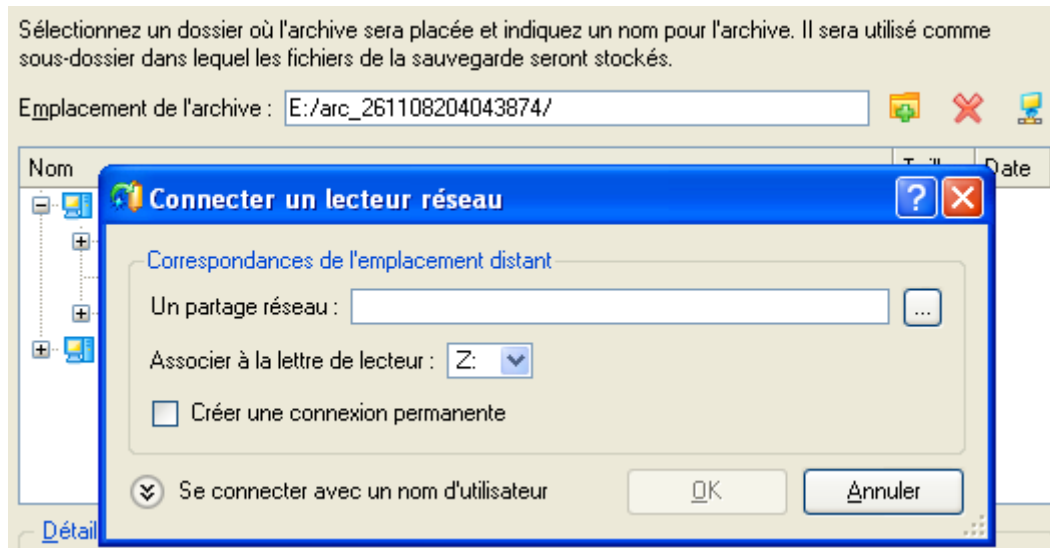 Sélectionnez un dossier où l'archive sera placée et indiquez un nom pour l'archive. Il sera utilisé comme
sous-dossier dans lequel les fichiers de la sauvegarde seront stockés.
Emplacement de l'archive : E:/arc_261108204043874/
Nom Date
Connecter un lecteur réseau
Correspondances de l'emplacement distant
Un partage réseau : ...
Associer à la lettre de lecteur : Z:
Créer une connexion permanente
Se connecter avec un nom d'utilisateur OK Annuler
Détail